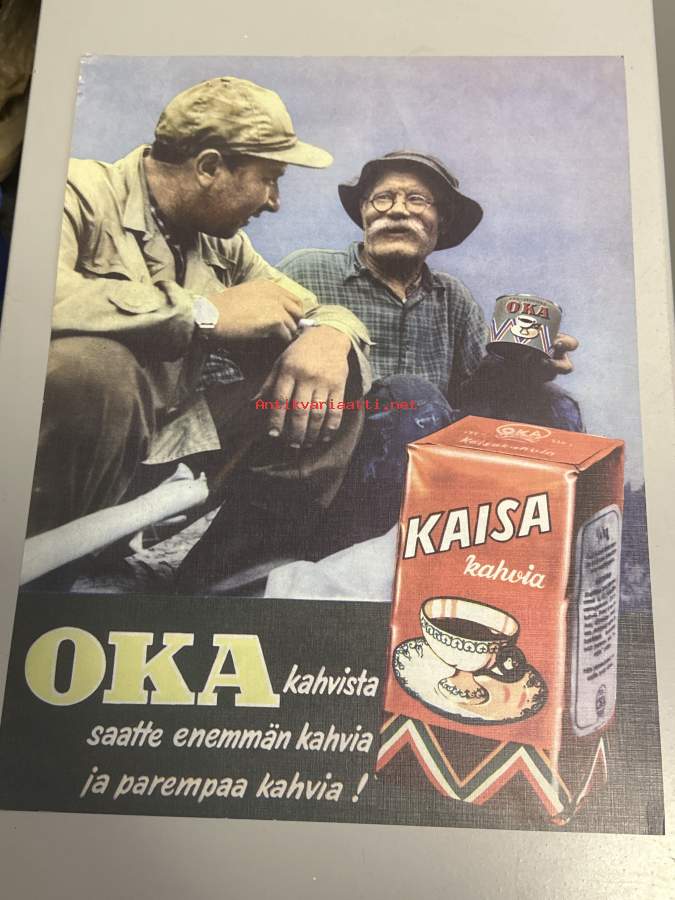 OKA
Antikvariaatti.net
OKA
KAISA
kahvia
OKA kahvista
saatte enemmän kahvia
ja parempaa kahvia !